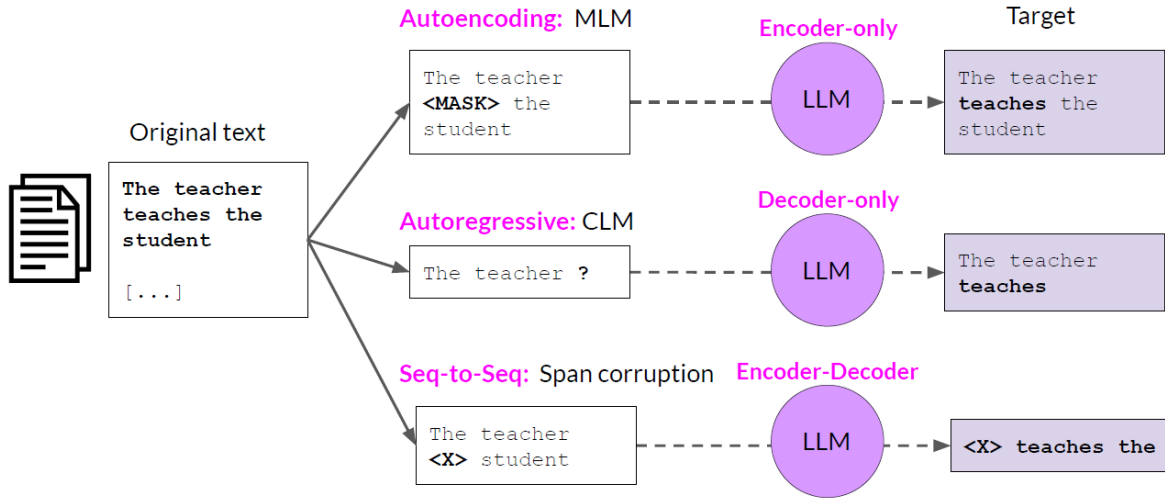 Original text
The teacher
teaches the
student
[...]
Autoencoding: MLM
The teacher
<MASK> the
student
Encoder-only
LLM
Target
The teacher
teaches the
student
Autoregressive: CLM
The teacher ?
Decoder-only
LLM
The teacher
teaches
Seq-to-Seq: Span corruption
The teacher
<X> student
Encoder-Decoder
LLM
<X> teaches the